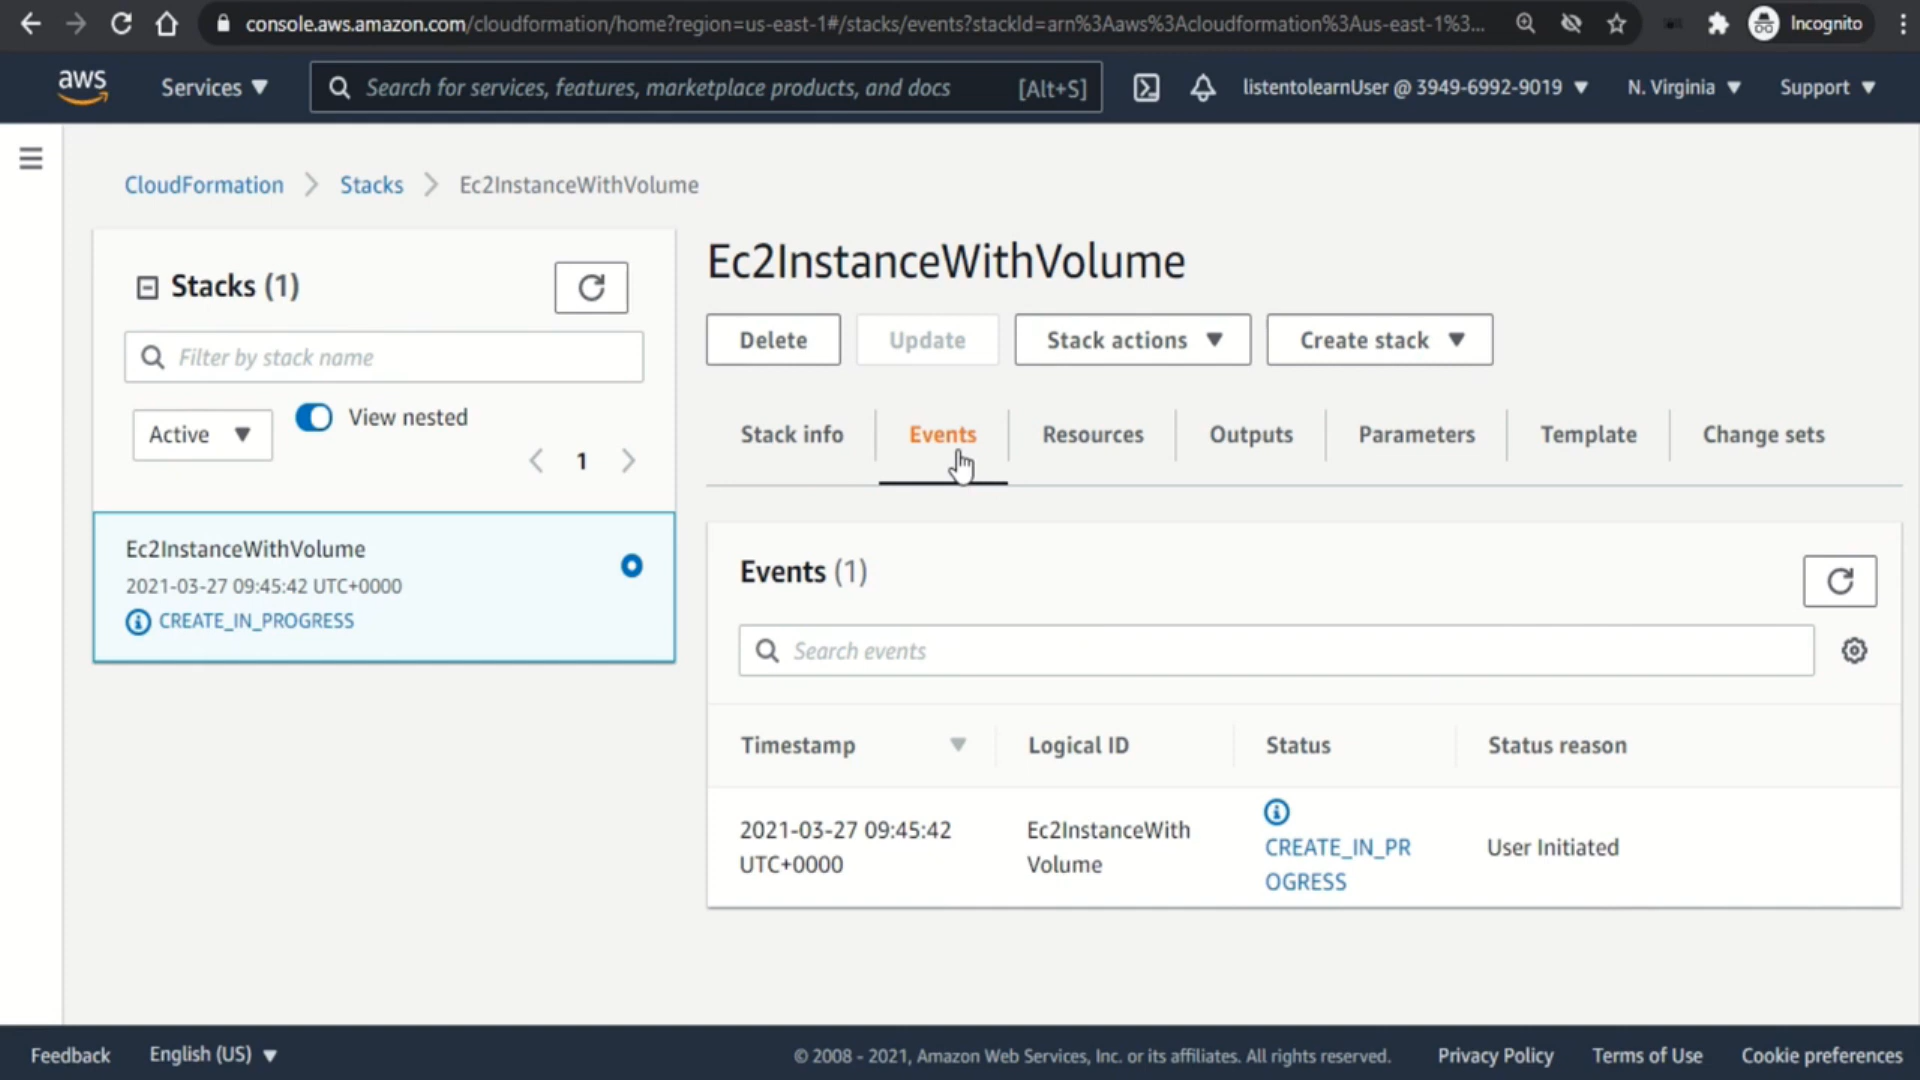 console.aws.amazon.com/cloudformation/home?region=us-east-1#/stacks/events?stackId=arn%3Aaws%3Acloudformation%3Aus-east-1%3...
Incognito
aws
Services
Search for services, features, marketplace products, and docs
[Alt+S]
listentolearnUser @ 3949-6992-9019
N. Virginia
Support
CloudFormation
Stacks
Ec2InstanceWithVolume
Stacks (1)
Filter by stack name
Active
View nested
1
Ec2InstanceWithVolume
2021-03-27 09:45:42 UTC+0000
CREATE_IN_PROGRESS
Ec2InstanceWithVolume
Delete
Update
Stack actions
Create stack
Stack info
Events
Resources
Outputs
Parameters
Template
Change sets
Events (1)
Search events
Timestamp
Logical ID
Status
Status reason
2021-03-27 09:45:42
UTC+0000
Ec2InstanceWith
Volume
CREATE_IN_PR
OGRESS
User Initiated
Feedback
English (US)
© 2008 - 2021, Amazon Web Services, Inc. or its affiliates. All rights reserved.
Privacy Policy
Terms of Use
Cookie preferences